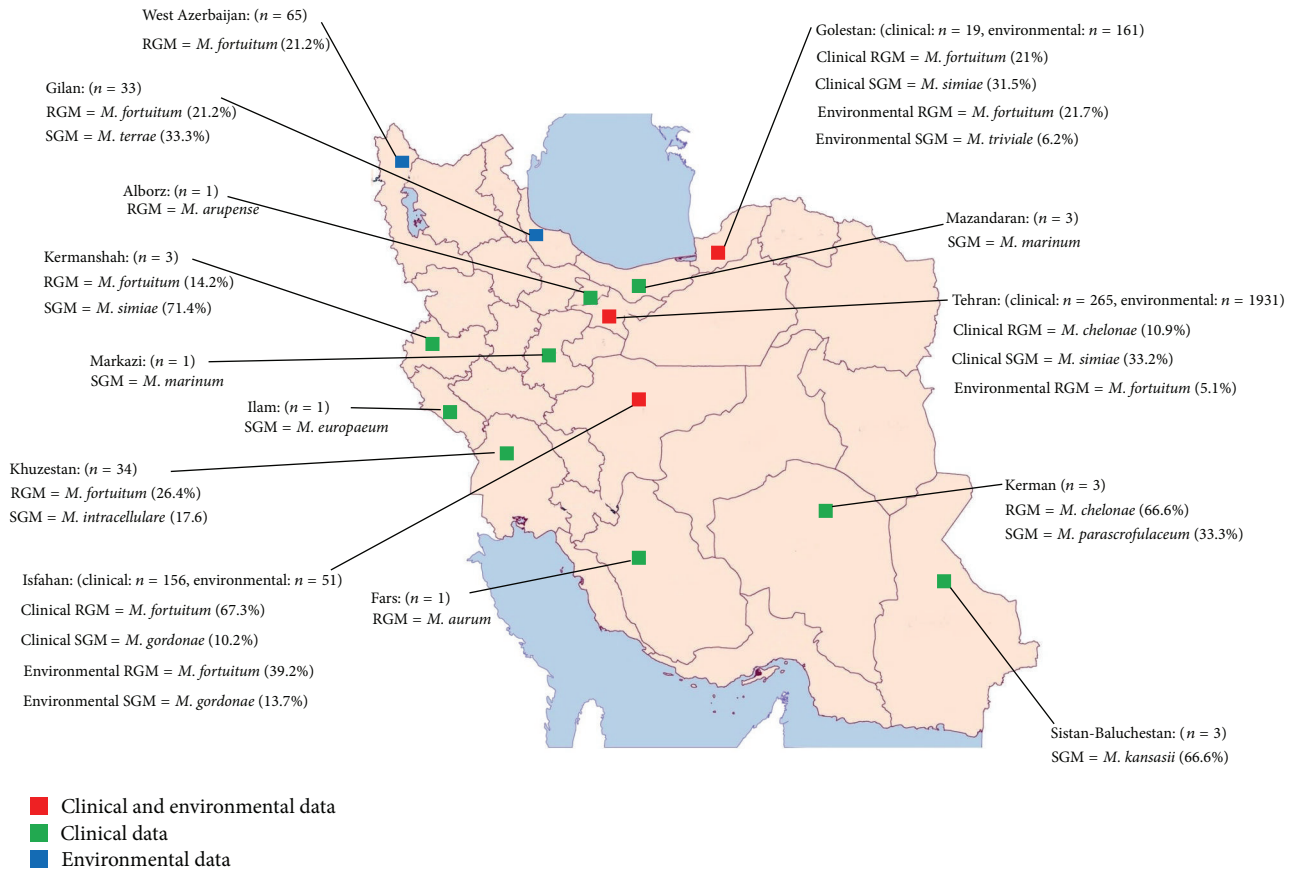 West Azerbaijan: (n = 65)
RGM = M. fortuitum (21.2%)
Gilan: (n = 33)
RGM = M. fortuitum (21.2%)
SGM = M. terrae (33.3%)
Alborz: (n = 1)
RGM = M. arupense
Kermanshah: (n = 3)
RGM = M. fortuitum (14.2%)
SGM = M. simiae (71.4%)
Markazi: (n = 1)
SGM = M. marinum
Ilam: (n = 1)
SGM = M. europaeum
Khuzestan: (n = 34)
RGM = M. fortuitum (26.4%)
SGM = M. intracellulare (17.6)
Isfahan: (clinical: n = 156, environmental: n = 51)
Clinical RGM = M. fortuitum (67.3%)
Clinical SGM = M. gordonae (10.2%)
Environmental RGM = M. fortuitum (39.2%)
Environmental SGM = M. gordonae (13.7%)
Fars: (n = 1)
RGM = M. aurum
Golestan: (clinical: n = 19, environmental: n = 161)
Clinical RGM = M. fortuitum (21%)
Clinical SGM = M. simiae (31.5%)
Environmental RGM = M. fortuitum (21.7%)
Environmental SGM = M. triviale (6.2%)
Mazandaran: (n = 3)
SGM = M. marinum
Tehran: (clinical: n = 265, environmental: n = 1931)
Clinical RGM = M. chelonae (10.9%)
Clinical SGM = M. simiae (33.2%)
Environmental RGM = M. fortuitum (5.1%)
Kerman (n = 3)
RGM = M. chelonae (66.6%)
SGM = M. parascrofulaceum (33.3%)
Sistan-Baluchestan: (n = 3)
SGM = M. kansasii (66.6%)
Clinical and environmental data
Clinical data
Environmental data